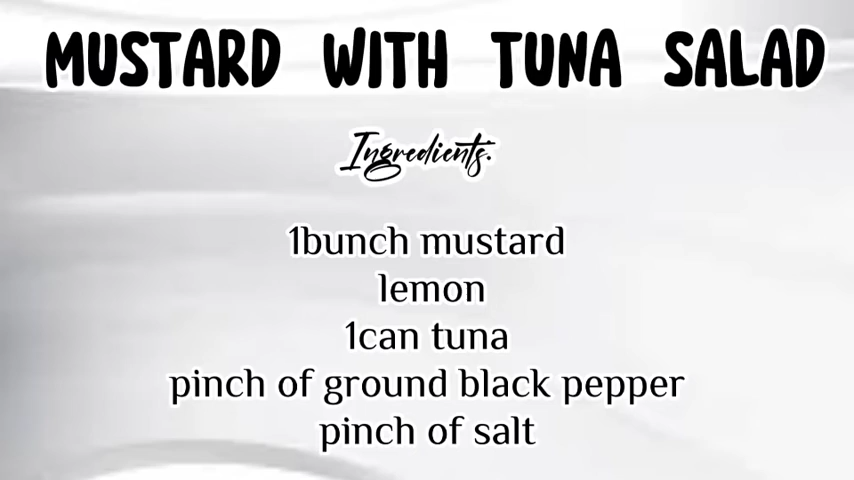 MUSTARD WITH TUNA SALAD
Ingredients.
1bunch mustard
lemon
1can tuna
pinch of ground black pepper
pinch of salt